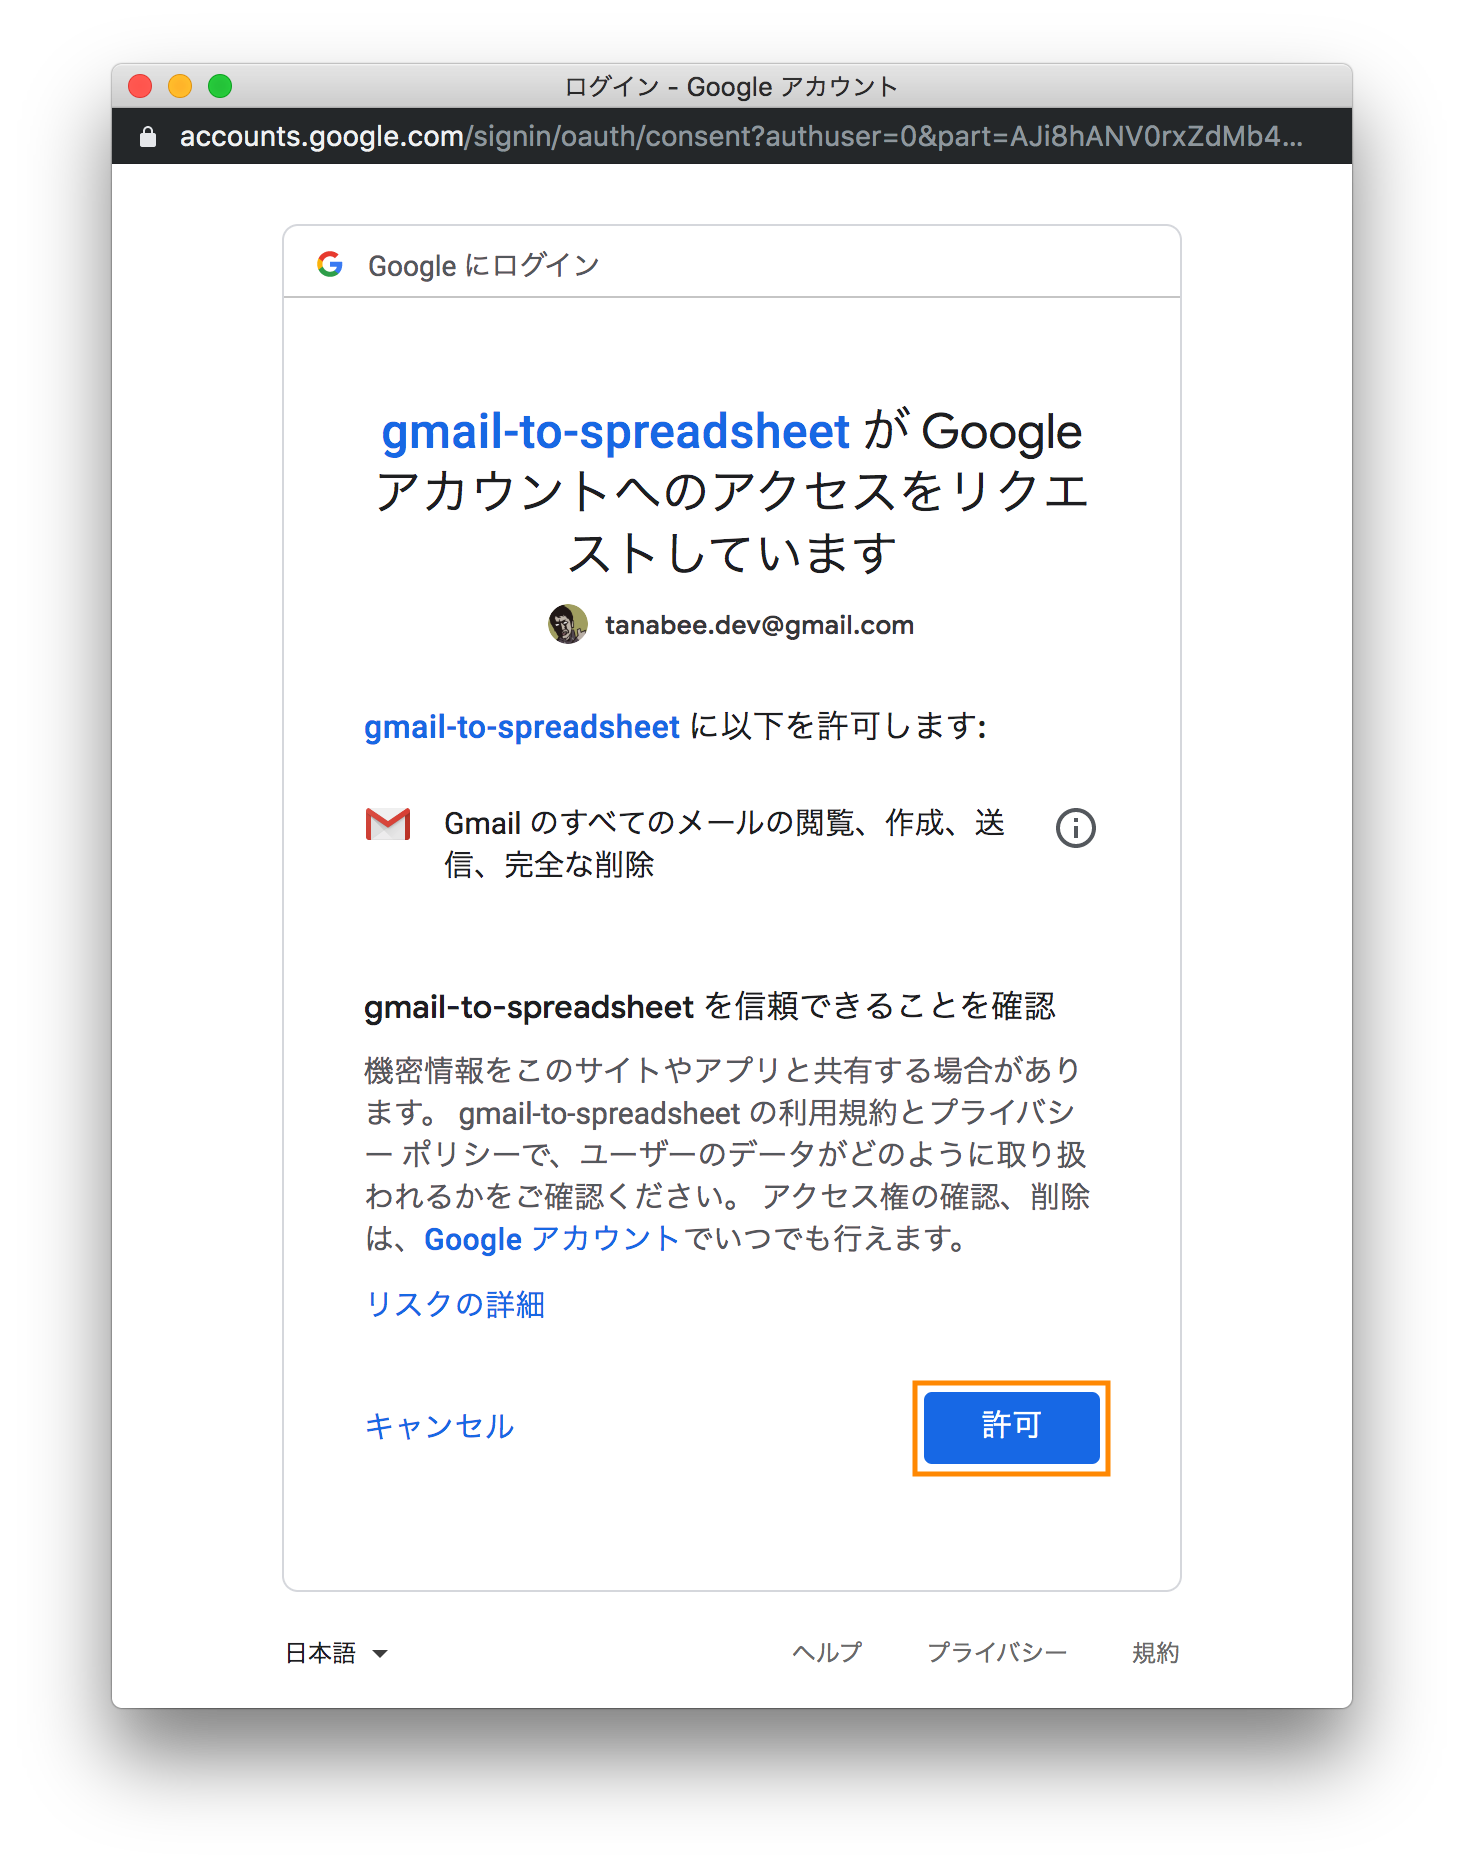 ログイン - Google アカウント
accounts.google.com/signin/oauth/consent?authuser=0&part=AJi8hANV0rxZdMb4...
Google にログイン
gmail-to-spreadsheet が Google
アカウントへのアクセスをリクエ
ストしています
tanabee.dev@gmail.com
gmail-to-spreadsheet に以下を許可します:
Gmail のすべてのメールの閲覧、作成、送
信、完全な削除
gmail-to-spreadsheet を信頼できることを確認
機密情報をこのサイトやアプリと共有する場合があり
ます。 gmail-to-spreadsheet の利用規約とプライバシ
ー ポリシーで、ユーザーのデータがどのように取り扱
われるかをご確認ください。 アクセス権の確認、削除
は、Google アカウントでいつでも行えます。
リスクの詳細
キャンセル
許可
日本語
ヘルプ
プライバシー
規約